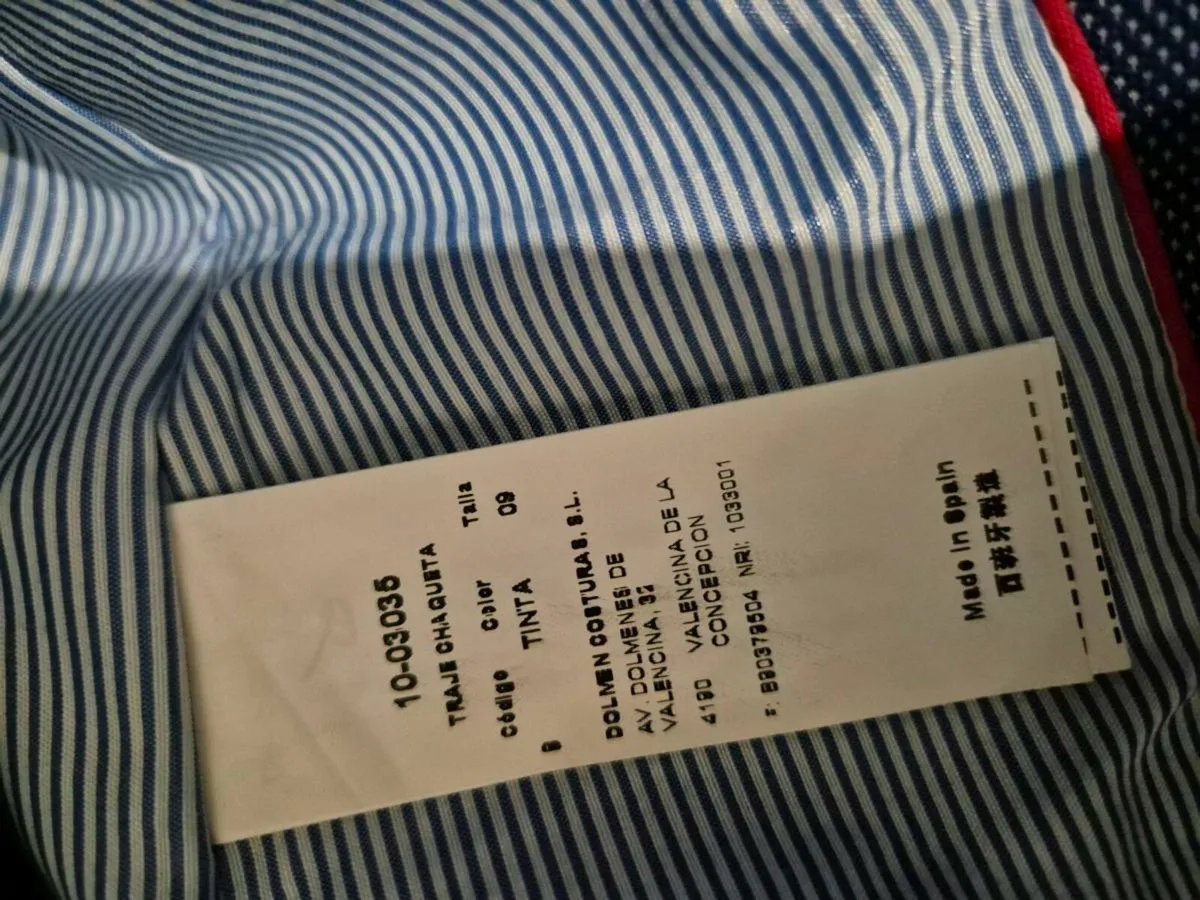 10-03035
TRAJE CHAQUETA
Código Color Talla
6 TINTA 09
DOLMEN COSTURAS, S.L.
AV. DOLMENES DE
VALENCINA, 32
4190 VALENCINA DE LA
CONCEPCION
F: B90379504 NRI: 1033001
Made in Spain
西班牙製造